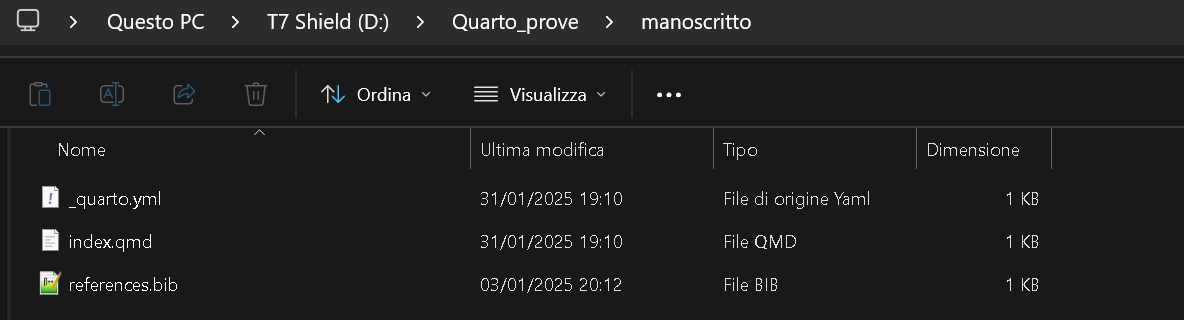 Questo PC > T7 Shield (D:) > Quarto_prove > manoscritto
Ordina Visualizza
Nome Ultima modifica Tipo Dimensione
_quarto.yml 31/01/2025 19:10 File di origine Yaml 1 KB
index.qmd 31/01/2025 19:10 File QMD 1 KB
references.bib 03/01/2025 20:12 File BIB 1 KB